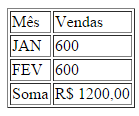 Mês Vendas
JAN 600
FEV 600
Soma R$ 1200.00